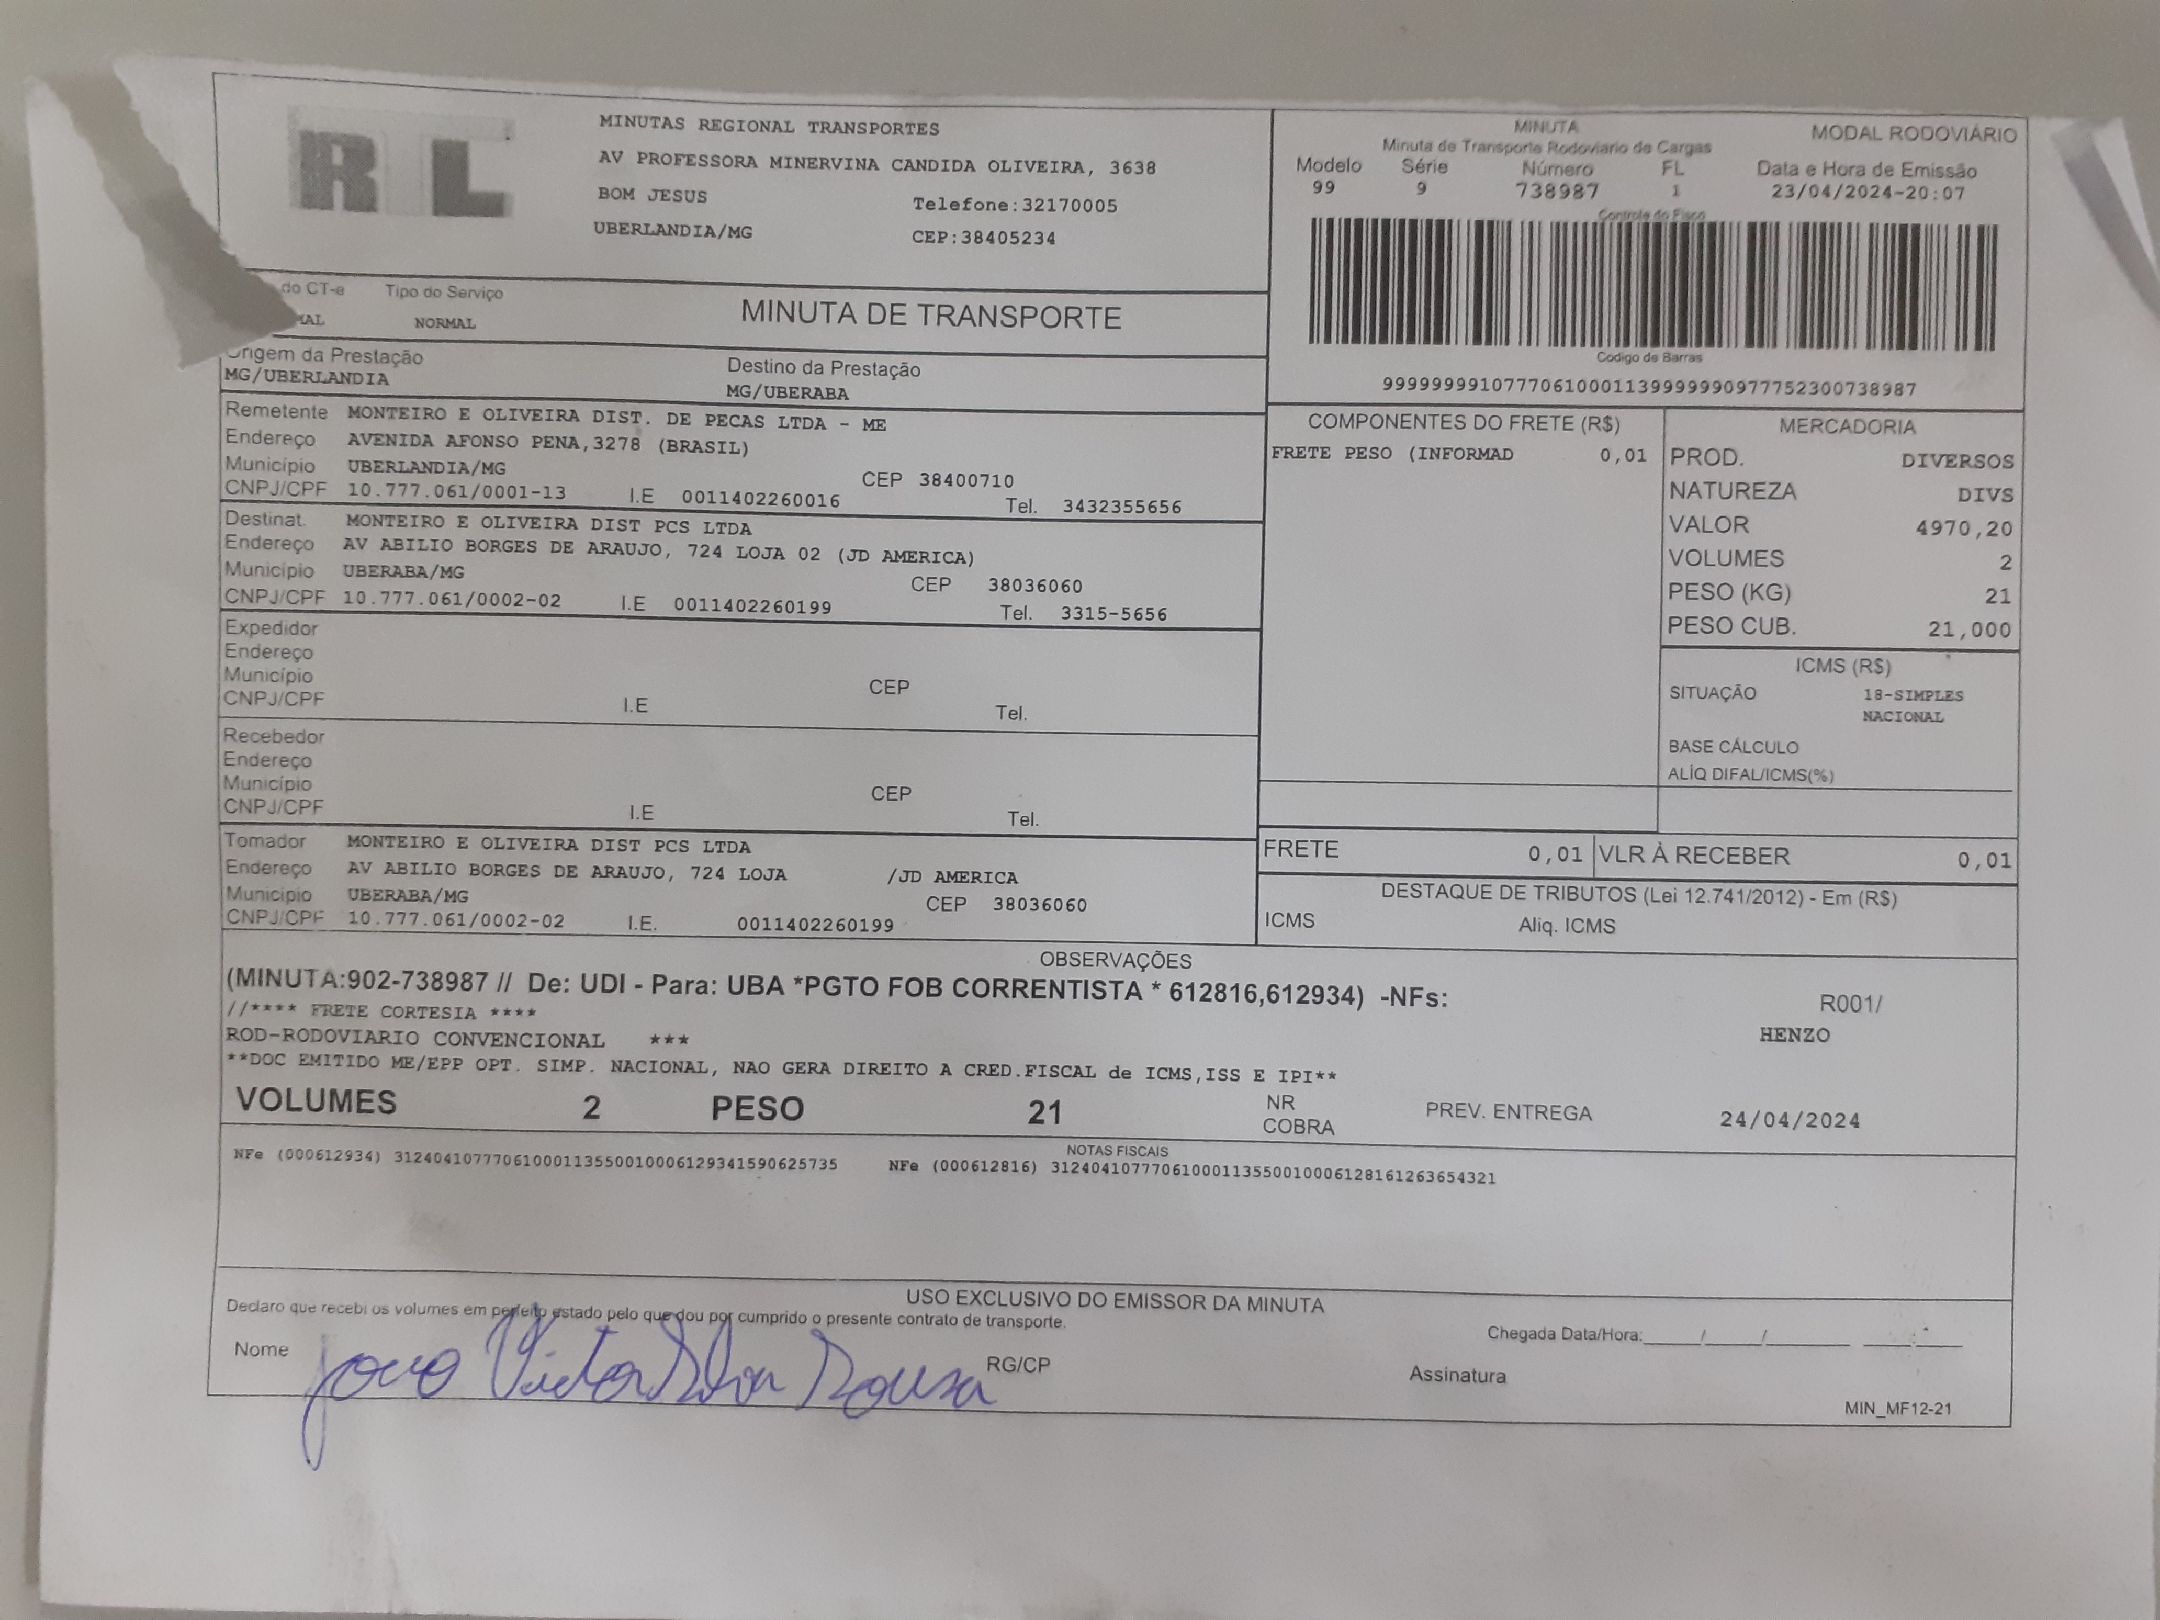 RTL
MINUTAS REGIONAL TRANSPORTES
AV PROFESSORA MINERVINA CANDIDA OLIVEIRA, 3638
BOM JESUS Telefone:32170005
UBERLANDIA/MG CEP:38405234
MINUTA MODAL RODOVIÁRIO
Minuta de Transporte Rodoviario de Cargas
Modelo Série Número FL Data e Hora de Emissão
99 9 738987 1 23/04/2024-20:07
Controle do Fisco
Codigo de Barras
999999991077706100011399999990977752300738987
do CT-e Tipo do Serviço
NORMAL
MINUTA DE TRANSPORTE
Origem da Prestação Destino da Prestação
MG/UBERLANDIA MG/UBERABA
Remetente MONTEIRO E OLIVEIRA DIST. DE PECAS LTDA - ME
Endereço AVENIDA AFONSO PENA,3278 (BRASIL)
Município UBERLANDIA/MG CEP 38400710
CNPJ/CPF 10.777.061/0001-13 I.E 0011402260016 Tel. 3432355656
Destinat. MONTEIRO E OLIVEIRA DIST PCS LTDA
Endereço AV ABILIO BORGES DE ARAUJO, 724 LOJA 02 (JD AMERICA)
Município UBERABA/MG CEP 38036060
CNPJ/CPF 10.777.061/0002-02 I.E 0011402260199 Tel. 3315-5656
Expedidor
Endereço
Município CEP
CNPJ/CPF I.E Tel.
Recebedor
Endereço
Município CEP
CNPJ/CPF I.E Tel.
Tomador MONTEIRO E OLIVEIRA DIST PCS LTDA
Endereço AV ABILIO BORGES DE ARAUJO, 724 LOJA /JD AMERICA
Município UBERABA/MG CEP 38036060
CNPJ/CPF 10.777.061/0002-02 I.E. 0011402260199
COMPONENTES DO FRETE (R$)
FRETE PESO (INFORMAD 0,01
MERCADORIA
PROD. DIVERSOS
NATUREZA DIVS
VALOR 4970,20
VOLUMES 2
PESO (KG) 21
PESO CUB. 21,000
ICMS (R$)
SITUAÇÃO 18-SIMPLES
NACIONAL
BASE CÁLCULO
ALÍQ DIFAL/ICMS(%)
FRETE 0,01 VLR À RECEBER 0,01
DESTAQUE DE TRIBUTOS (Lei 12.741/2012) - Em (R$)
ICMS Aliq. ICMS
OBSERVAÇÕES
(MINUTA:902-738987 // De: UDI - Para: UBA *PGTO FOB CORRENTISTA * 612816,612934) -NFs: R001/
//**** FRETE CORTESIA **** HENZO
ROD-RODOVIARIO CONVENCIONAL ***
**DOC EMITIDO ME/EPP OPT. SIMP. NACIONAL, NAO GERA DIREITO A CRED.FISCAL de ICMS,ISS E IPI**
VOLUMES 2 PESO 21 NR COBRA PREV. ENTREGA 24/04/2024
NOTAS FISCAIS
NFe (000612934) 31240410777061000113550010006129341590625735 NFe (000612816) 31240410777061000113550010006128161263654321
USO EXCLUSIVO DO EMISSOR DA MINUTA
Declaro que recebi os volumes em perfeito estado pelo que dou por cumprido o presente contrato de transporte.
Chegada Data/Hora:____/____/______ ____:____
Nome João Victor Silva Sousa RG/CP Assinatura
MIN_MF12-21